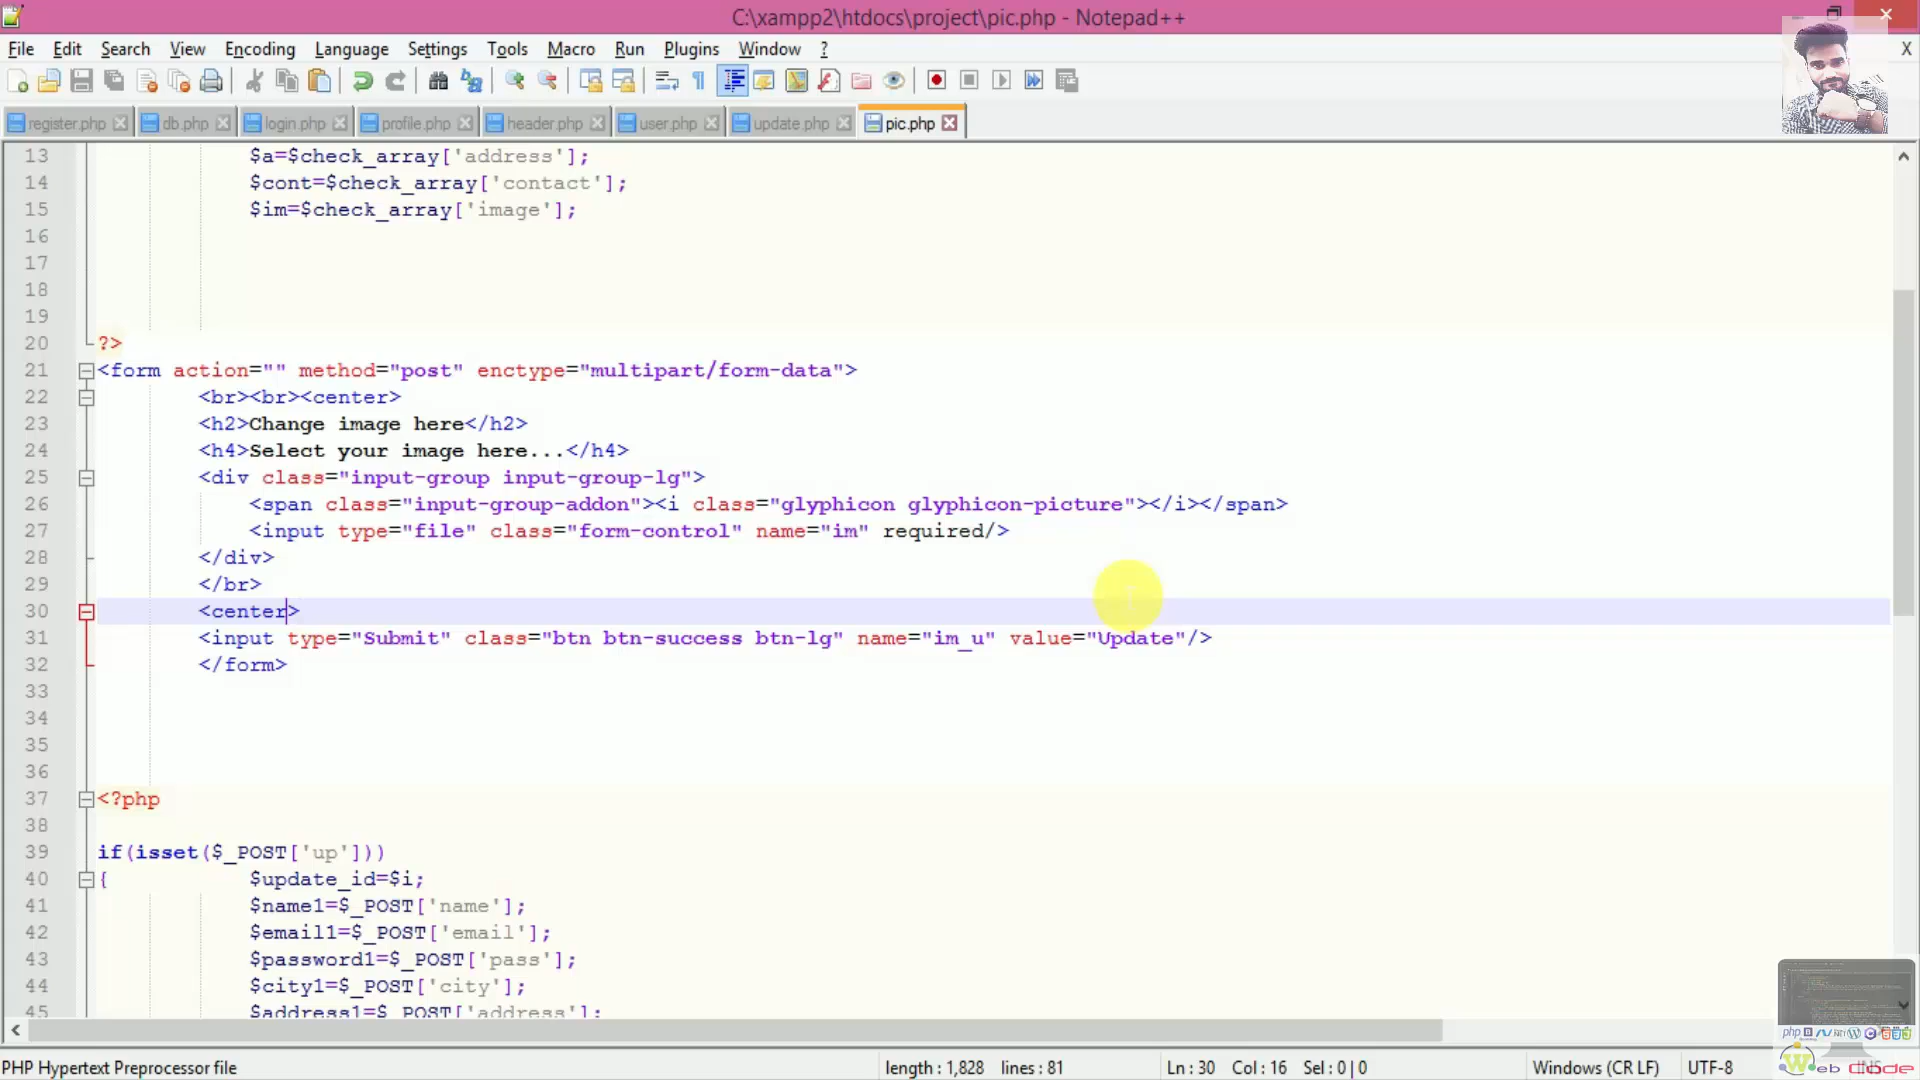 C:\xampp2\htdocs\project\pic.php - Notepad++
File Edit Search View Encoding Language Settings Tools Macro Run Plugins Window ? X
register.php db.php login.php profile.php header.php user.php update.php pic.php
13 $a=$check_array['address'];
14 $cont=$check_array['contact'];
15 $im=$check_array['image'];
16
17
18
19
20 ?>
21 <form action="" method="post" enctype="multipart/form-data">
22 <br><br><center>
23 <h2>Change image here</h2>
24 <h4>Select your image here...</h4>
25 <div class="input-group input-group-lg">
26 <span class="input-group-addon"><i class="glyphicon glyphicon-picture"></i></span>
27 <input type="file" class="form-control" name="im" required/>
28 </div>
29 </br>
30 <center>
31 <input type="Submit" class="btn btn-success btn-lg" name="im_u" value="Update"/>
32 </form>
33
34
35
36
37 <?php
38
39 if(isset($_POST['up']))
40 { $update_id=$i;
41 $name1=$_POST['name'];
42 $email1=$_POST['email'];
43 $password1=$_POST['pass'];
44 $city1=$_POST['city'];
45 $address1=$_POST['address'];
PHP Hypertext Preprocessor file length : 1,828 lines : 81 Ln : 30 Col : 16 Sel : 0 | 0 Windows (CR LF) UTF-8
php
Web Code